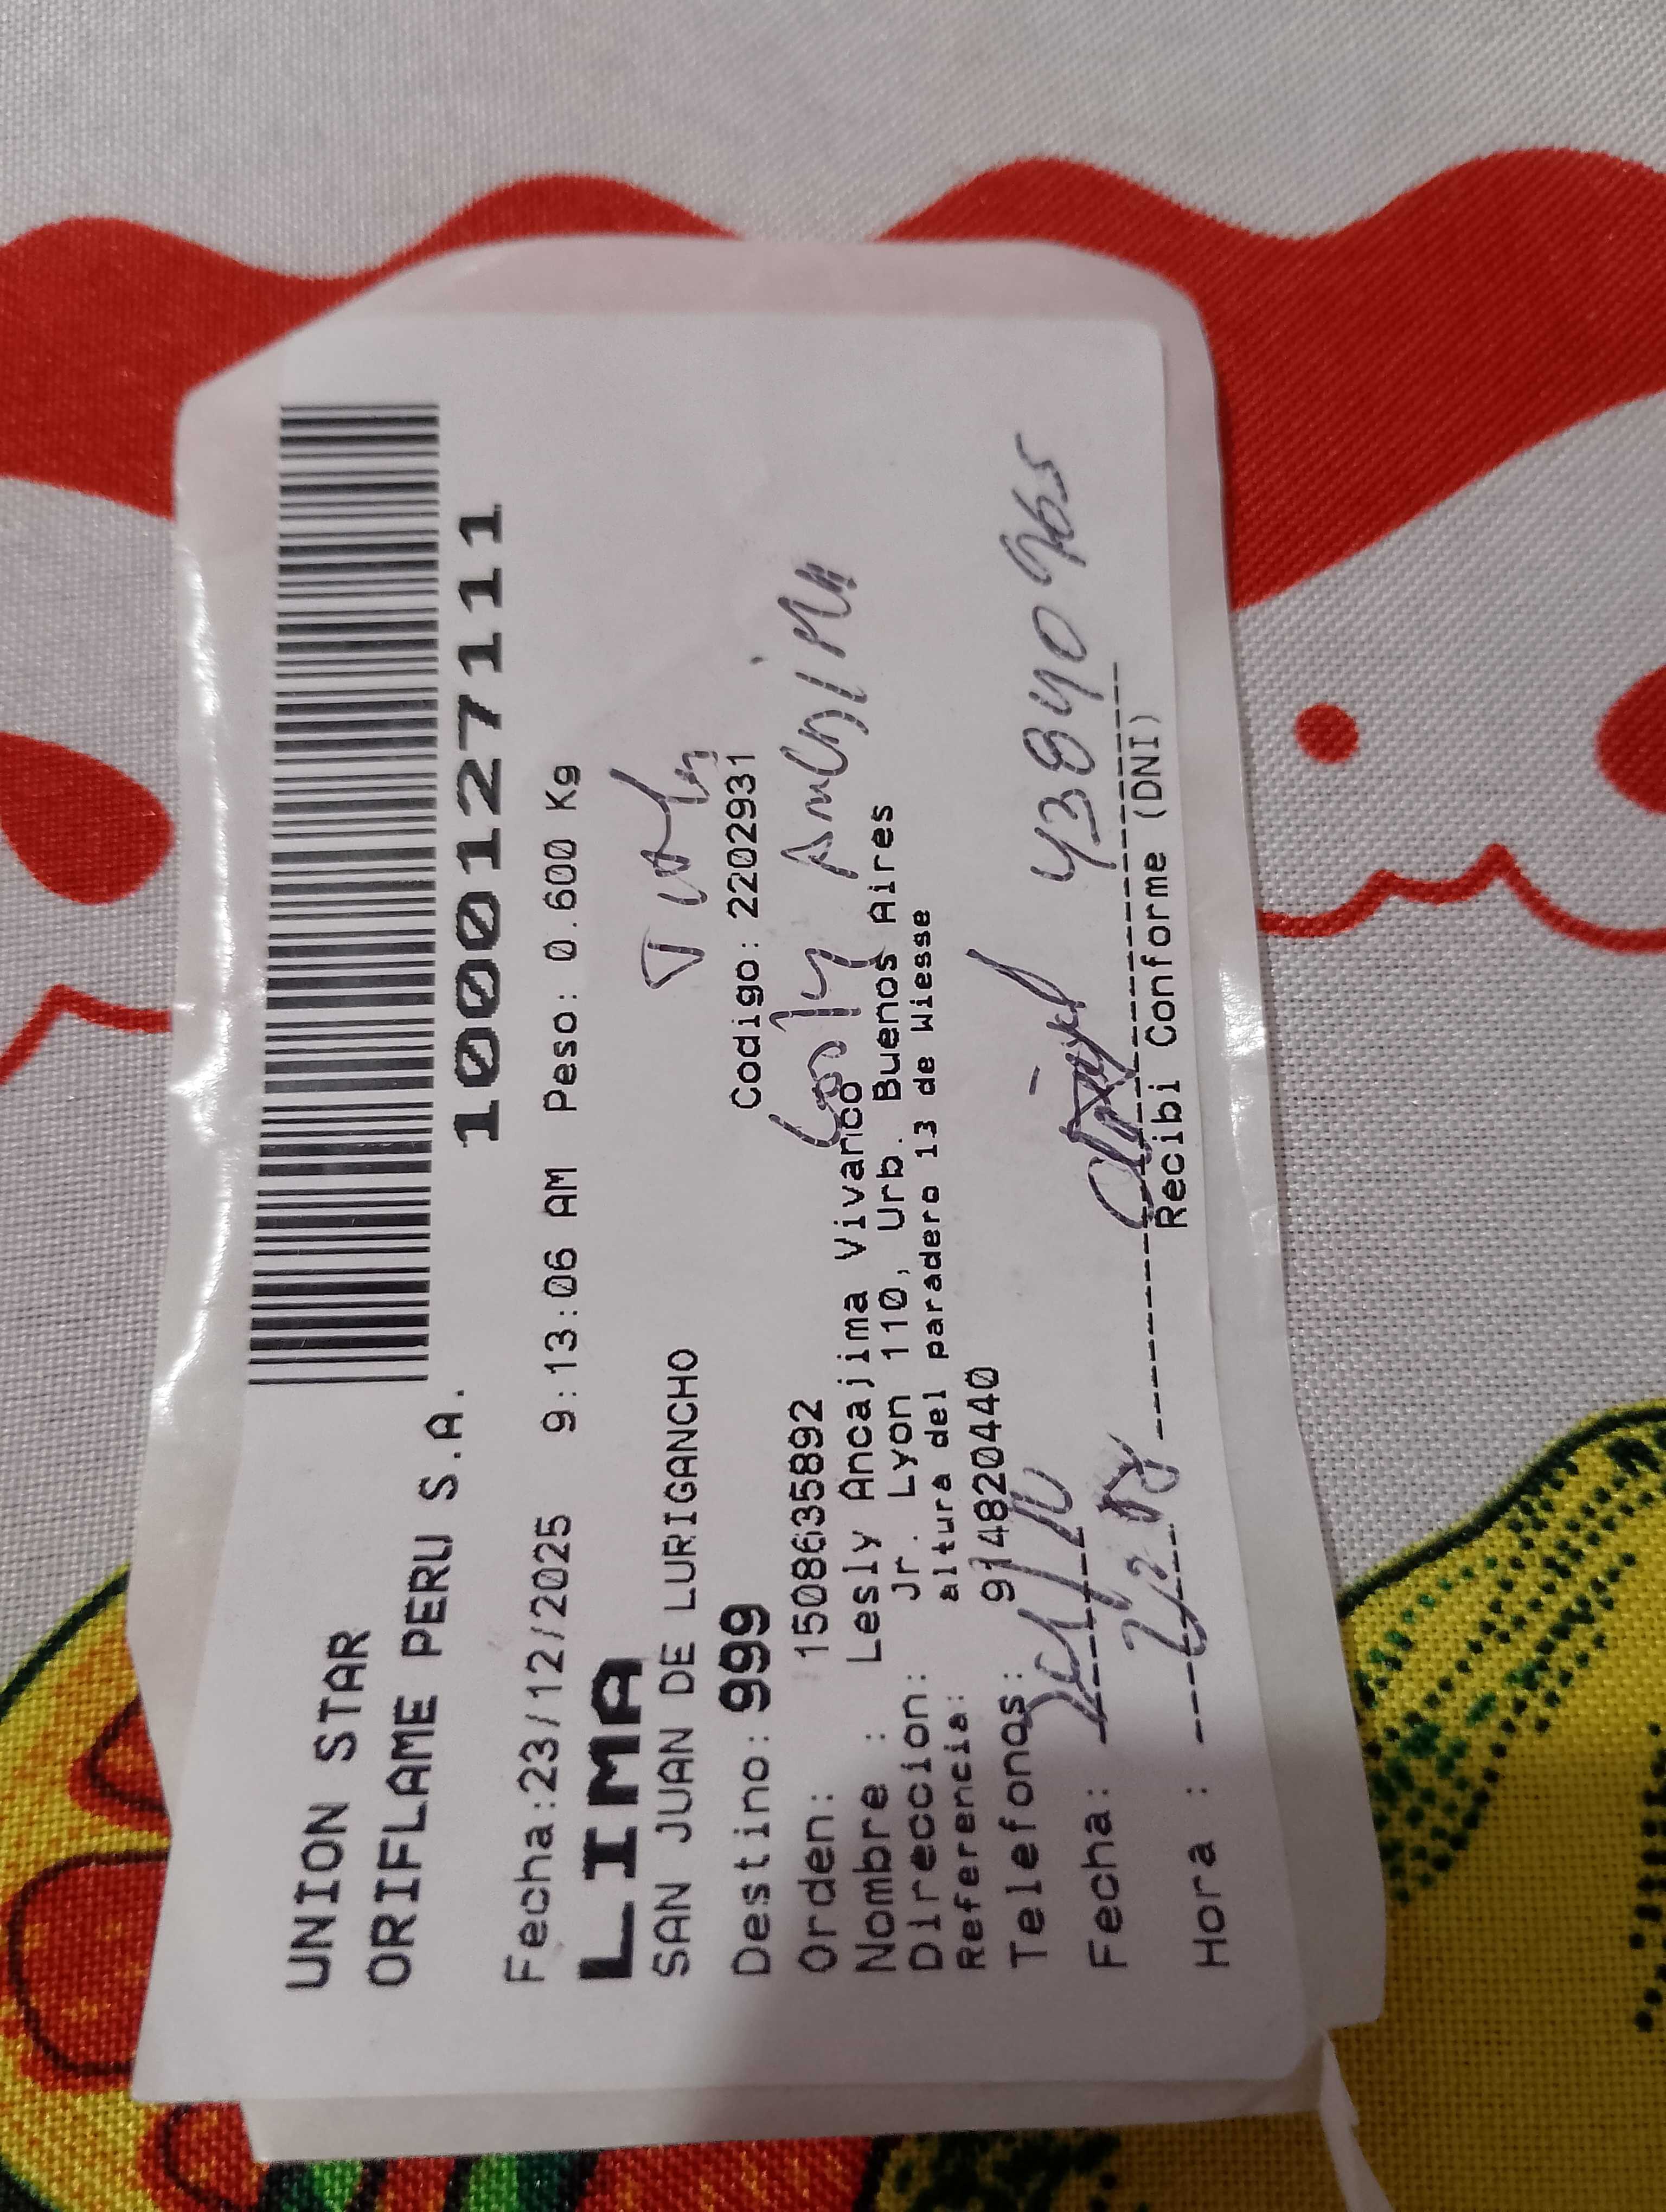 UNION STAR
ORIFLAME PERU S.A.
1000127111
Fecha:23/12/2025 9:13:06 AM Peso: 0.600 Kg
LIMA
SAN JUAN DE LURIGANCHO
Destino: 999 Codigo: 2202931
Orden: 1508635892
Nombre : Lesly Ancajima Vivanco
Direccion: Jr. Lyon 110, Urb. Buenos Aires
Referencia: altura del paradero 13 de Wiesse
Telefonos: 914820440
Fecha:
43840965
Hora :
Recibi Conforme (DNI)